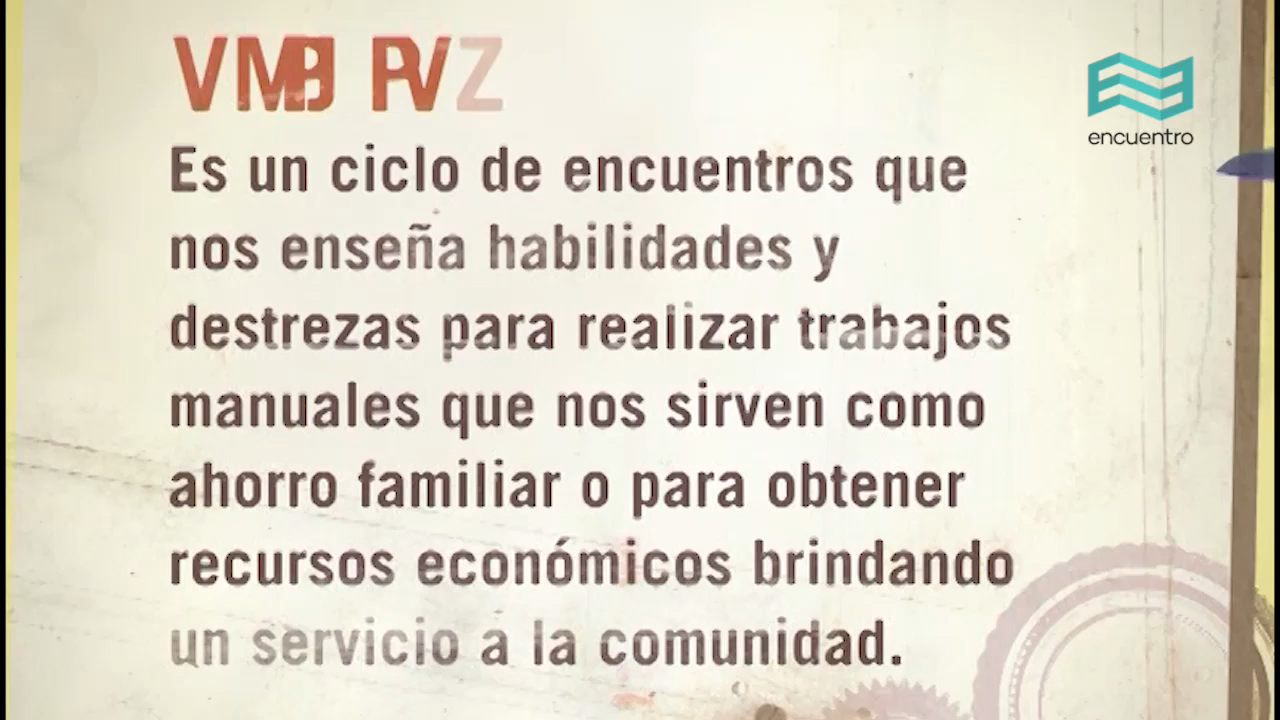 encuentro
Es un ciclo de encuentros que
nos enseña habilidades y
destrezas para realizar trabajos
manuales que nos sirven como
ahorro familiar o para obtener
recursos económicos brindando
un servicio a la comunidad.